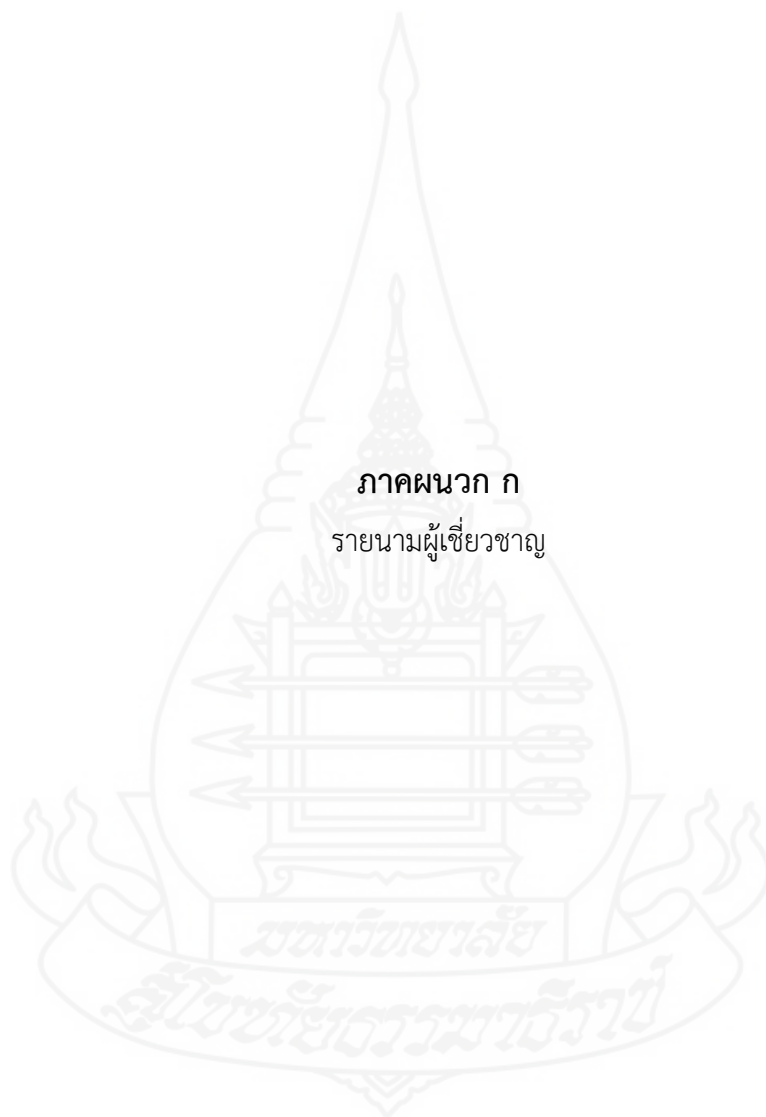 ภาคผนวก ก
รายนามผู้เชี่ยวชาญ
มหาวิทยาลัย
สุโขทัยธรรมาธิราช